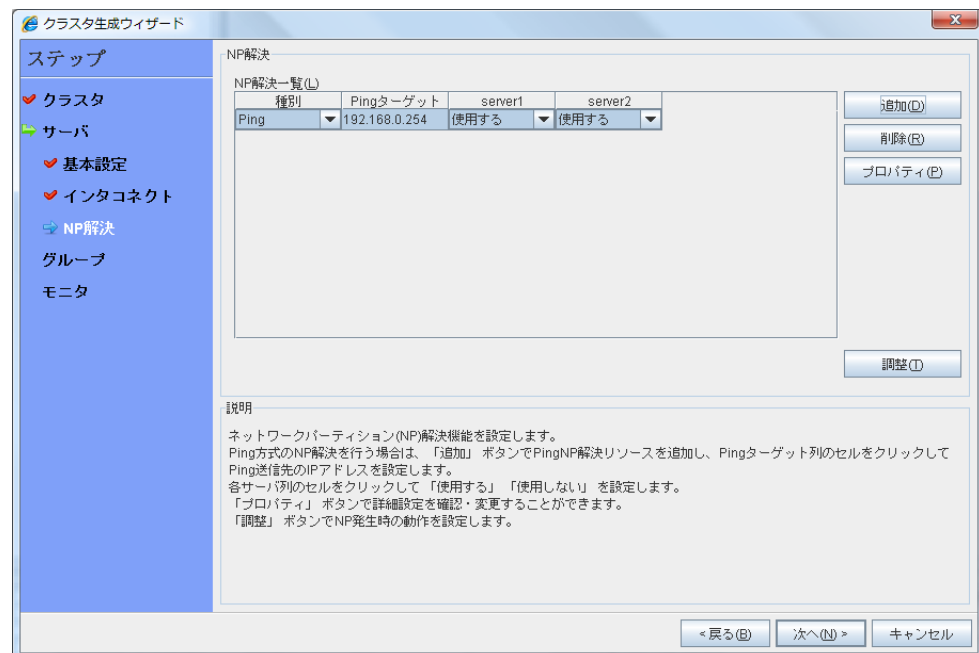 クラスタ生成ウィザード
ステップ
クラスタ
サーバ
基本設定
インタコネクト
NP解決
グループ
モニタ
NP解決
NP解決一覧(L)
種別 Pingターゲット server1 server2
Ping 192.168.0.254 使用する 使用する
追加(D)
削除(R)
プロパティ(P)
調整(T)
説明
ネットワークパーティション(NP)解決機能を設定します。
Ping方式のNP解決を行う場合は、「追加」 ボタンでPingNP解決リソースを追加し、Pingターゲット列のセルをクリックして
Ping送信先のIPアドレスを設定します。
各サーバ列のセルをクリックして 「使用する」 「使用しない」 を設定します。
「プロパティ」 ボタンで詳細設定を確認・変更することができます。
「調整」 ボタンでNP発生時の動作を設定します。
<戻る(B) 次へ(N)> キャンセル